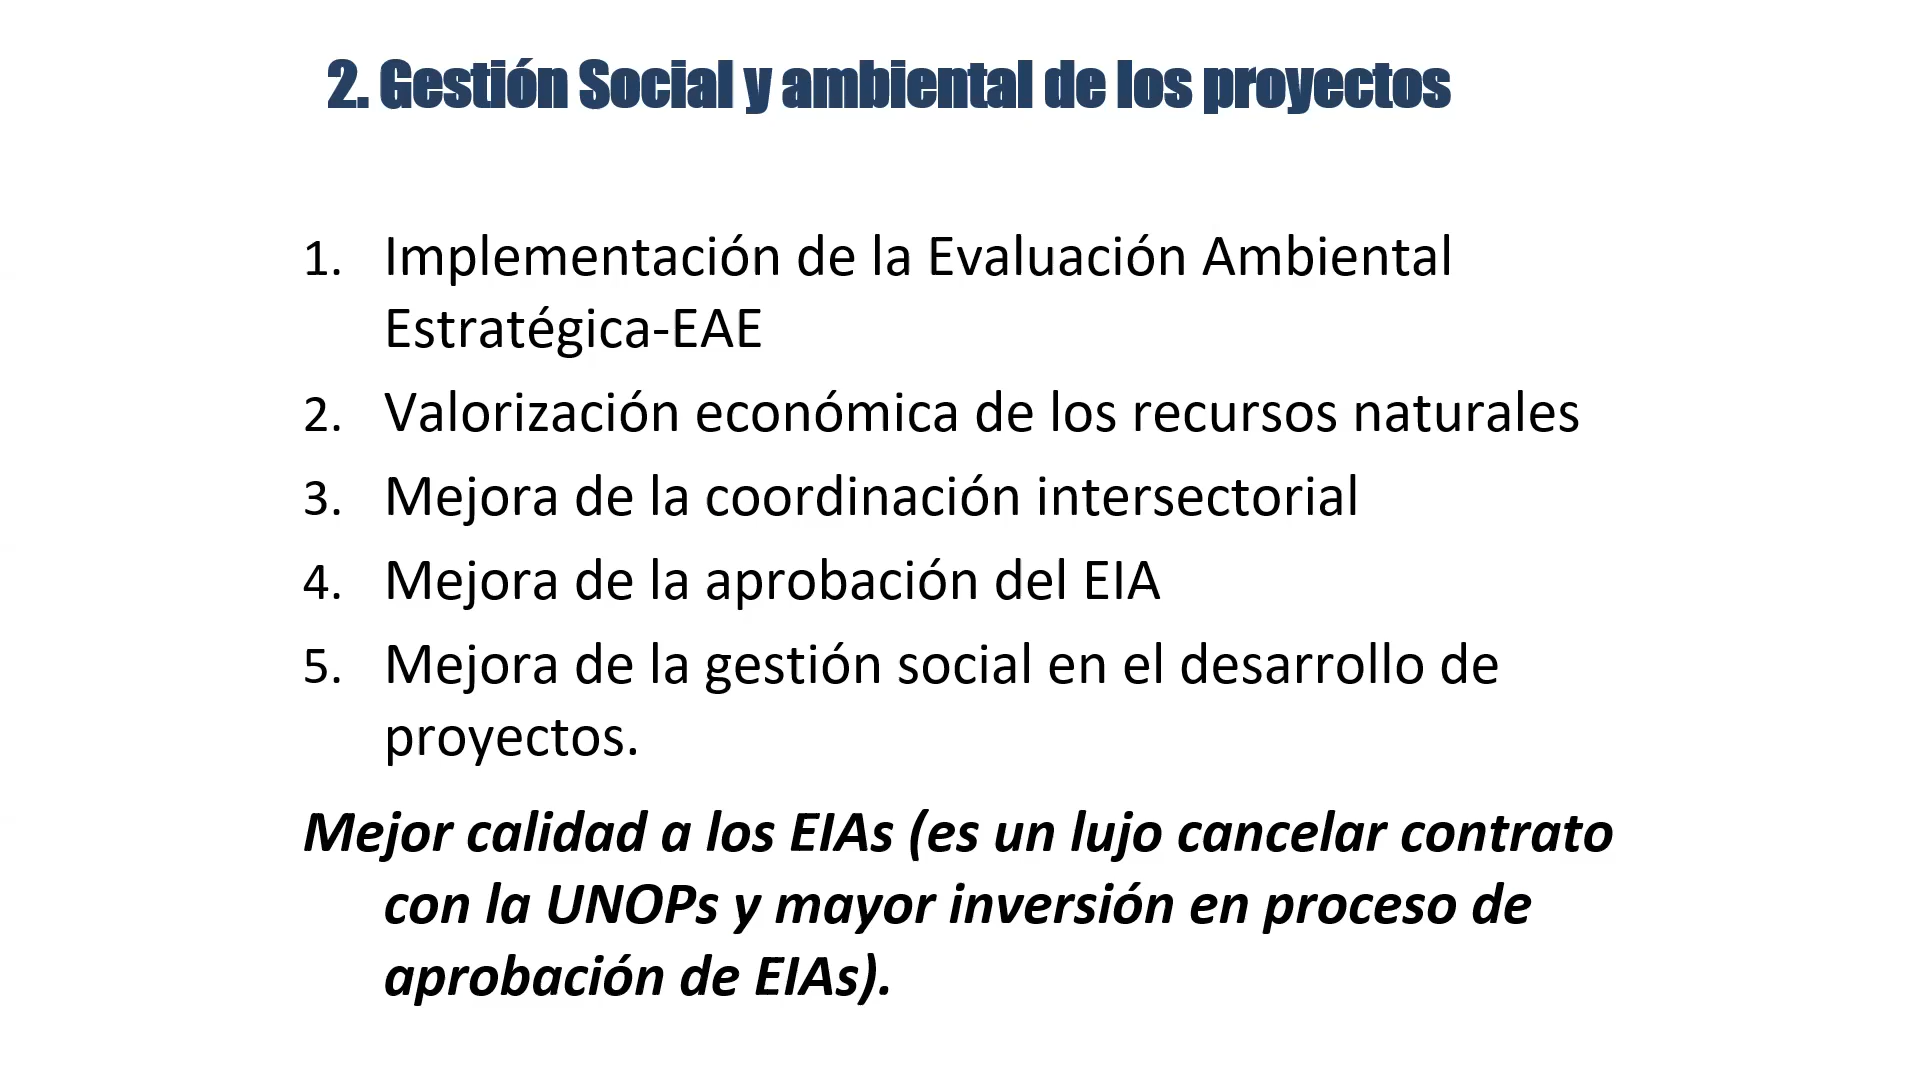 2. Gestión Social y ambiental de los proyectos
1. Implementación de la Evaluación Ambiental
Estratégica-EAE
2. Valorización económica de los recursos naturales
3. Mejora de la coordinación intersectorial
4. Mejora de la aprobación del EIA
5. Mejora de la gestión social en el desarrollo de
proyectos.
Mejor calidad a los EIAs (es un lujo cancelar contrato
con la UNOPs y mayor inversión en proceso de
aprobación de EIAs).